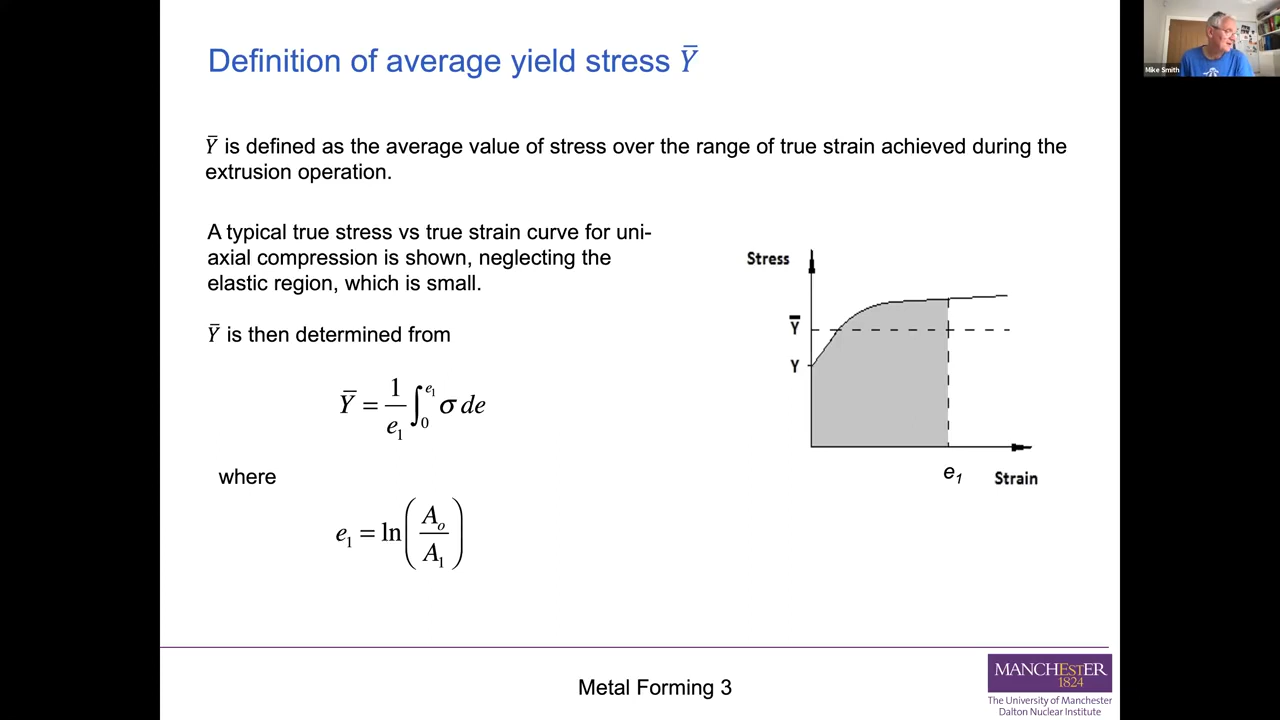 Definition of average yield stress Ȳ
Mike Smith
Ȳ is defined as the average value of stress over the range of true strain achieved during the
extrusion operation.
A typical true stress vs true strain curve for uni-
axial compression is shown, neglecting the
elastic region, which is small.
Ȳ is then determined from
Ȳ = 1/e₁ ∫₀^e₁ σ de
where
e₁ = ln(Aₒ/A₁)
Stress
Ȳ
Y
e₁
Strain
Metal Forming 3
MANCHESTER
1824
The University of Manchester
Dalton Nuclear Institute